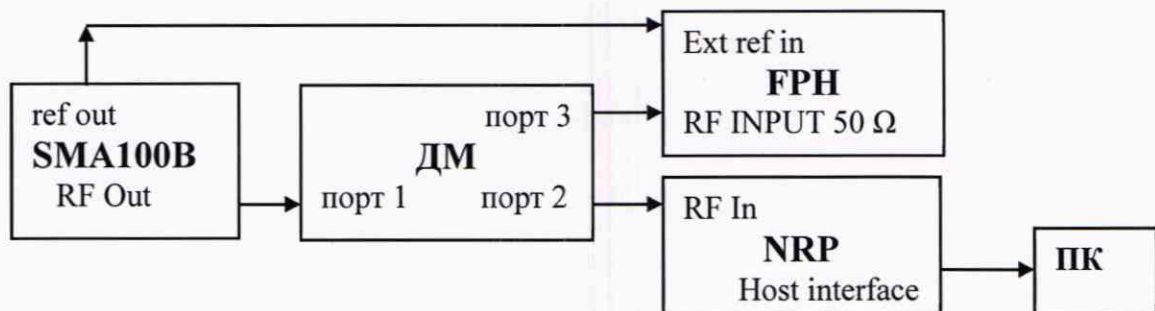 ref out
SMA100B
RF Out
порт 3
ДМ
порт 1 порт 2
Ext ref in
FPH
RF INPUT 50 Ω
RF In
NRP
Host interface
ПК